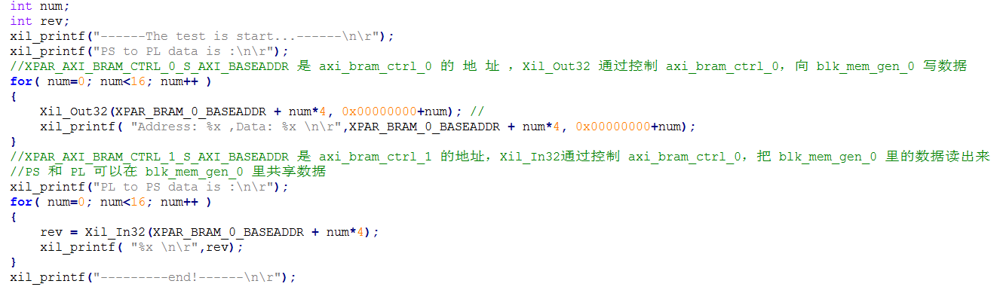 int num;
int rev;
xil_printf("------The test is start...------\n\r");
xil_printf("PS to PL data is :\n\r");
//XPAR_AXI_BRAM_CTRL_0_S_AXI_BASEADDR 是 axi_bram_ctrl_0 的 地 址 ，Xil_Out32 通过控制 axi_bram_ctrl_0，向 blk_mem_gen_0 写数据
for( num=0; num<16; num++ )
{
    Xil_Out32(XPAR_BRAM_0_BASEADDR + num*4, 0x00000000+num); //
    xil_printf( "Address: %x ,Data: %x \n\r",XPAR_BRAM_0_BASEADDR + num*4, 0x00000000+num);
}
//XPAR_AXI_BRAM_CTRL_1_S_AXI_BASEADDR 是 axi_bram_ctrl_1 的地址，Xil_In32通过控制 axi_bram_ctrl_0，把 blk_mem_gen_0 里的数据读出来
//PS 和 PL 可以在 blk_mem_gen_0 里共享数据
xil_printf("PL to PS data is :\n\r");
for( num=0; num<16; num++ )
{
    rev = Xil_In32(XPAR_BRAM_0_BASEADDR + num*4);
    xil_printf( "%x \n\r",rev);
}
xil_printf("---------end!------\n\r");